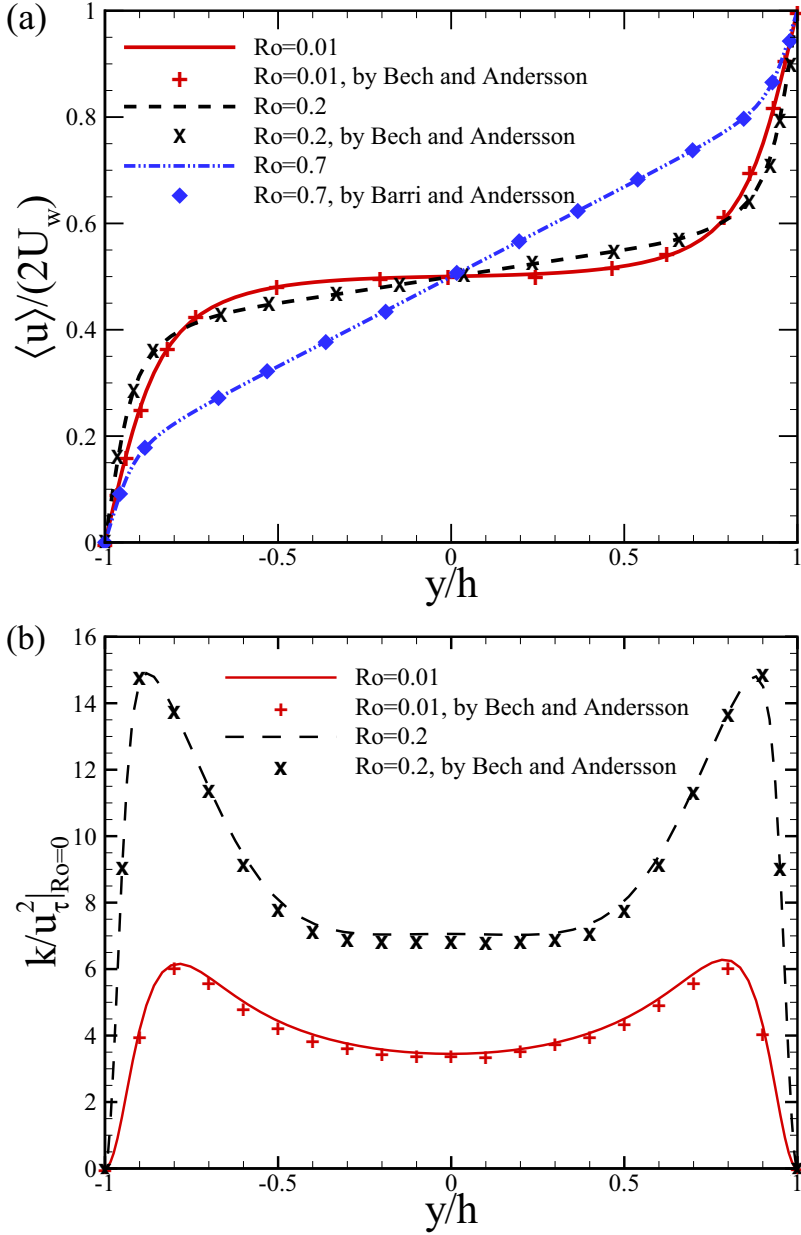 (a)
1
0.8
0.6
0.4
0.2
0
⟨u⟩/(2U_w)
Ro=0.01
Ro=0.01, by Bech and Andersson
Ro=0.2
Ro=0.2, by Bech and Andersson
Ro=0.7
Ro=0.7, by Barri and Andersson
-1 -0.5 0 0.5 1
y/h
(b)
16
14
12
10
8
6
4
2
0
k/u_τ^2|_Ro=0
Ro=0.01
Ro=0.01, by Bech and Andersson
Ro=0.2
Ro=0.2, by Bech and Andersson
-1 -0.5 0 0.5 1
y/h